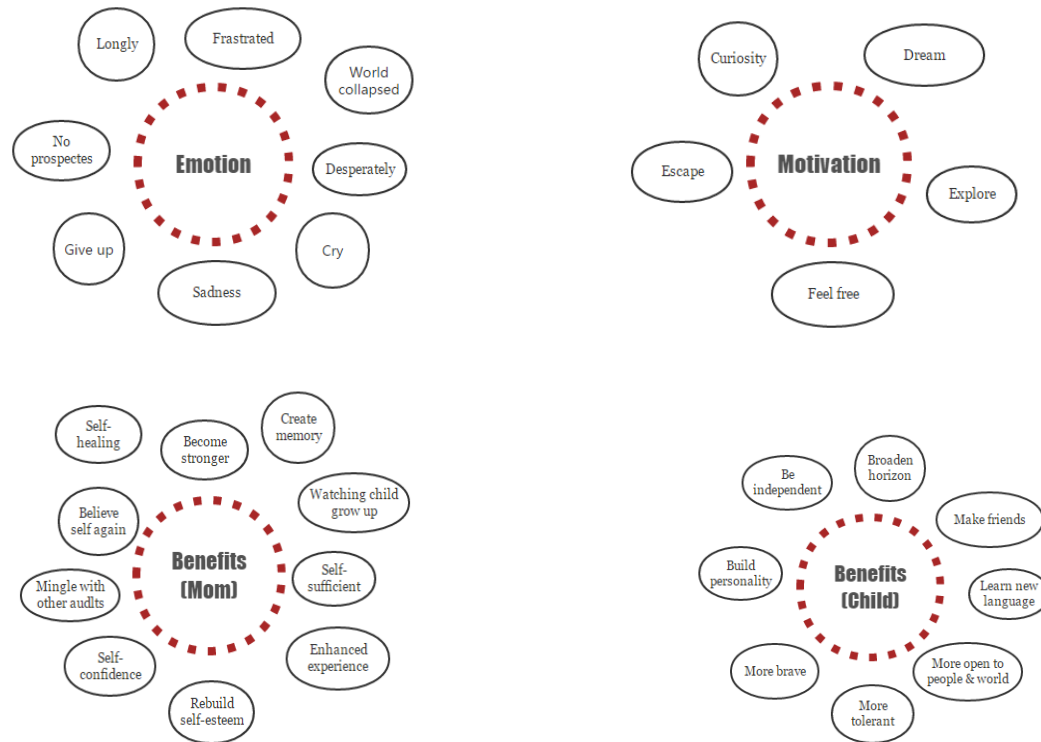 Longly
Frastrated
World
collapsed
No
prospectes
Emotion
Desperately
Give up
Cry
Sadness
Curiosity
Dream
Escape
Motivation
Explore
Feel free
Self-
healing
Become
stronger
Create
memory
Believe
self again
Watching child
grow up
Benefits
(Mom)
Mingle with
other audlts
Self-
sufficient
Self-
confidence
Enhanced
experience
Rebuild
self-esteem
Be
independent
Broaden
horizon
Make friends
Build
personality
Benefits
(Child)
Learn new
language
More brave
More open to
people & world
More
tolerant